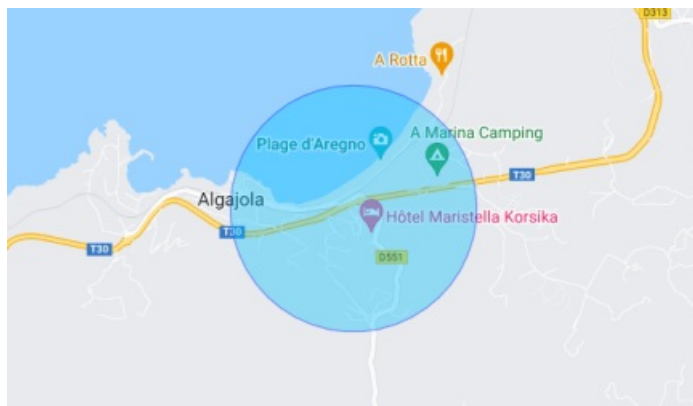 D313
A Rotta
Plage d'Aregno
A Marina Camping
T30
Algajola
Hôtel Maristella Korsika
T30
T30
D551